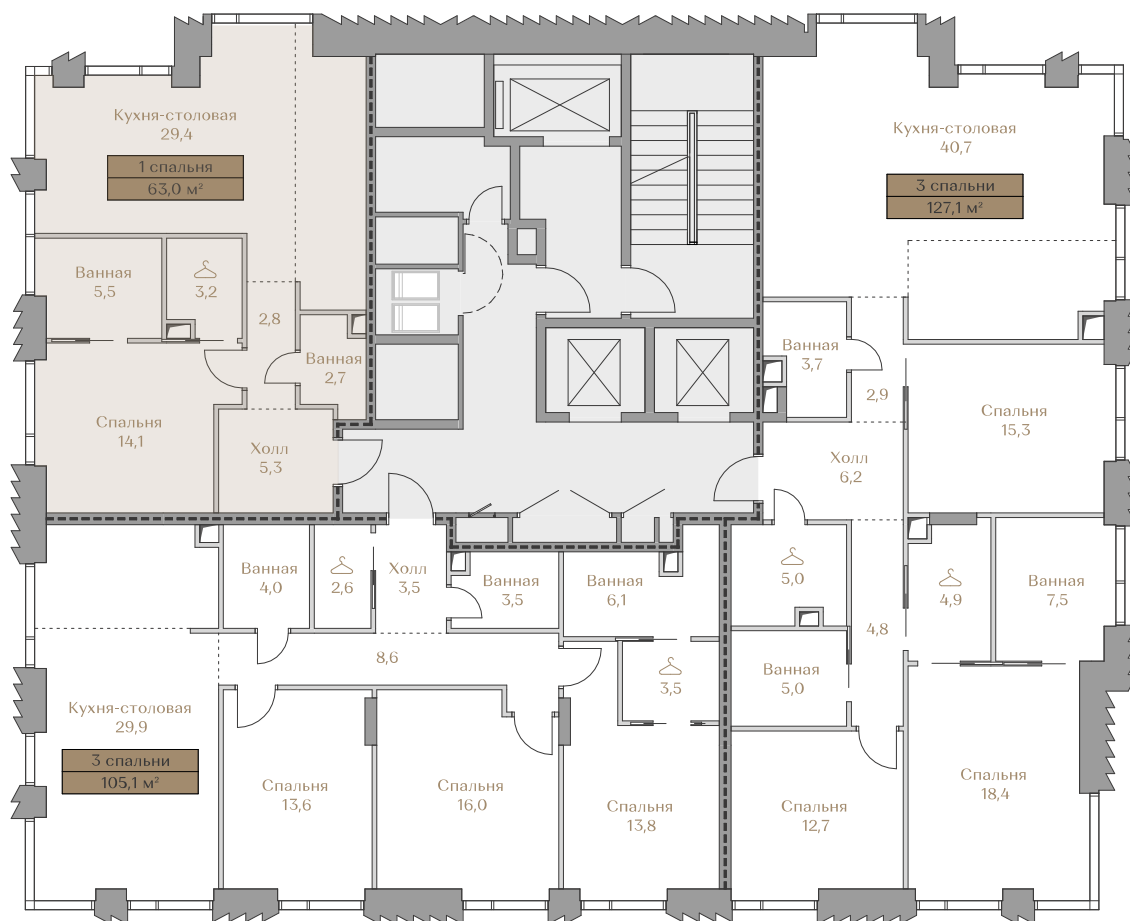 Кухня-столовая
29,4
1 спальня
63,0 м²
Ванная
5,5
3,2
2,8
Ванная
2,7
Спальня
14,1
Холл
5,3
Кухня-столовая
40,7
3 спальни
127,1 м²
Ванная
3,7
2,9
Спальня
15,3
Холл
6,2
5,0
4,9
Ванная
7,5
4,8
Ванная
5,0
Спальня
12,7
Спальня
18,4
Ванная
4,0
2,6
Холл
3,5
Ванная
3,5
Ванная
6,1
8,6
3,5
Кухня-столовая
29,9
3 спальни
105,1 м²
Спальня
13,6
Спальня
16,0
Спальня
13,8